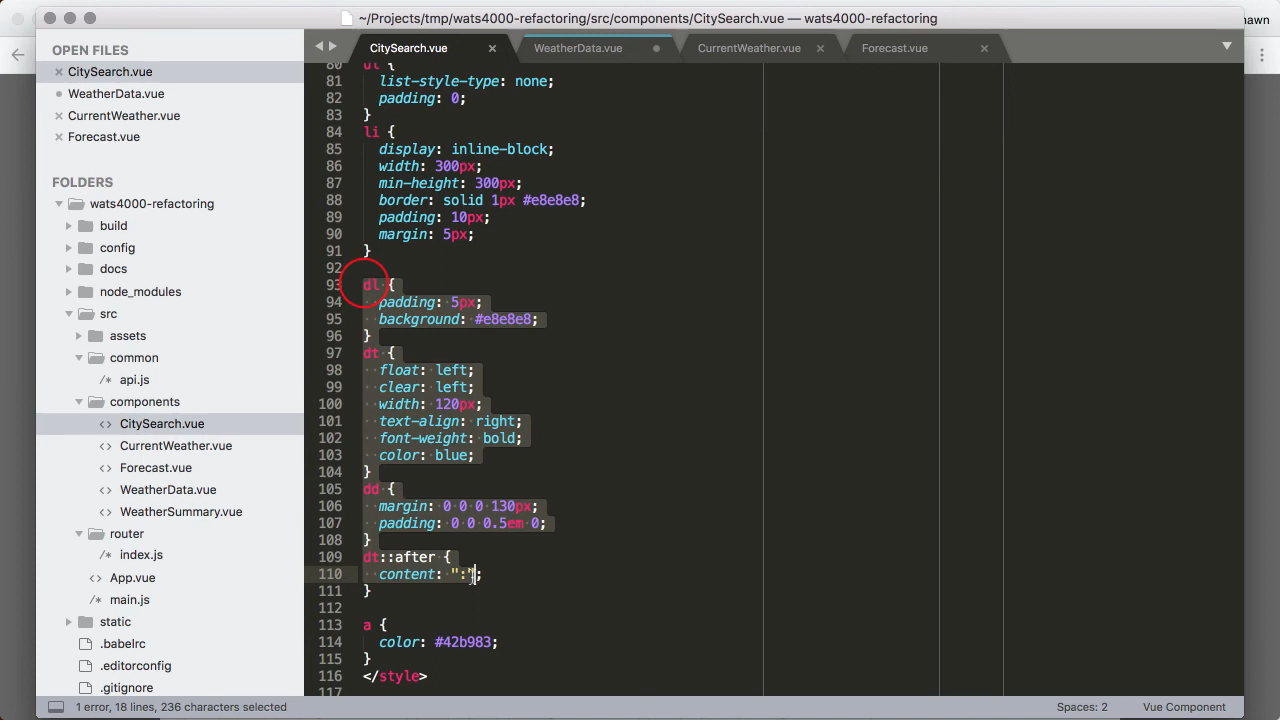 ~/Projects/tmp/wats4000-refactoring/src/components/CitySearch.vue — wats4000-refactoring
awn
OPEN FILES
CitySearch.vue
WeatherData.vue
CurrentWeather.vue
Forecast.vue
FOLDERS
wats4000-refactoring
build
config
docs
node_modules
src
assets
common
api.js
components
CitySearch.vue
CurrentWeather.vue
Forecast.vue
WeatherData.vue
WeatherSummary.vue
router
index.js
App.vue
main.js
static
.babelrc
.editorconfig
.gitignore
CitySearch.vue
WeatherData.vue
CurrentWeather.vue
Forecast.vue
80 ul {
81 list-style-type: none;
82 padding: 0;
83 }
84 li {
85 display: inline-block;
86 width: 300px;
87 min-height: 300px;
88 border: solid 1px #e8e8e8;
89 padding: 10px;
90 margin: 5px;
91 }
92
93 dl {
94 padding: 5px;
95 background: #e8e8e8;
96 }
97 dt {
98 float: left;
99 clear: left;
100 width: 120px;
101 text-align: right;
102 font-weight: bold;
103 color: blue;
104 }
105 dd {
106 margin: 0 0 0 130px;
107 padding: 0 0 0.5em 0;
108 }
109 dt::after {
110 content: ":";
111 }
112
113 a {
114 color: #42b983;
115 }
116 </style>
117
1 error, 18 lines, 236 characters selected
Spaces: 2
Vue Component